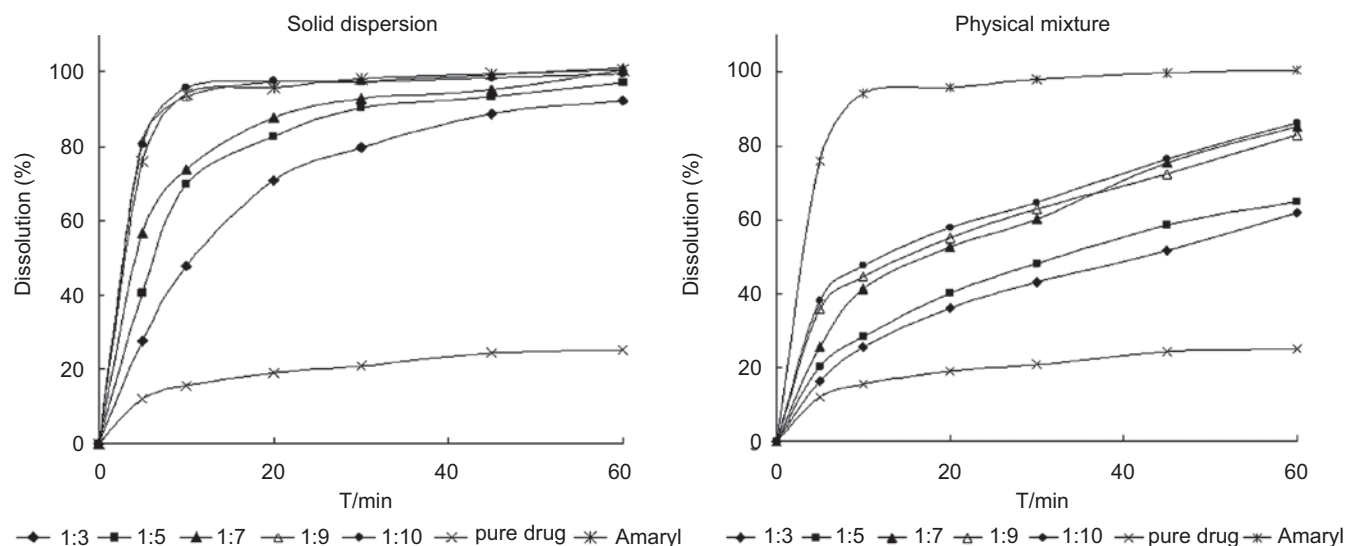 Solid dispersion
Dissolution (%)
100
80
60
40
20
0
0 20 40 60
T/min
1:3 1:5 1:7 1:9 1:10 pure drug Amaryl
Physical mixture
Dissolution (%)
100
80
60
40
20
0
0 20 40 60
T/min
1:3 1:5 1:7 1:9 1:10 pure drug Amaryl